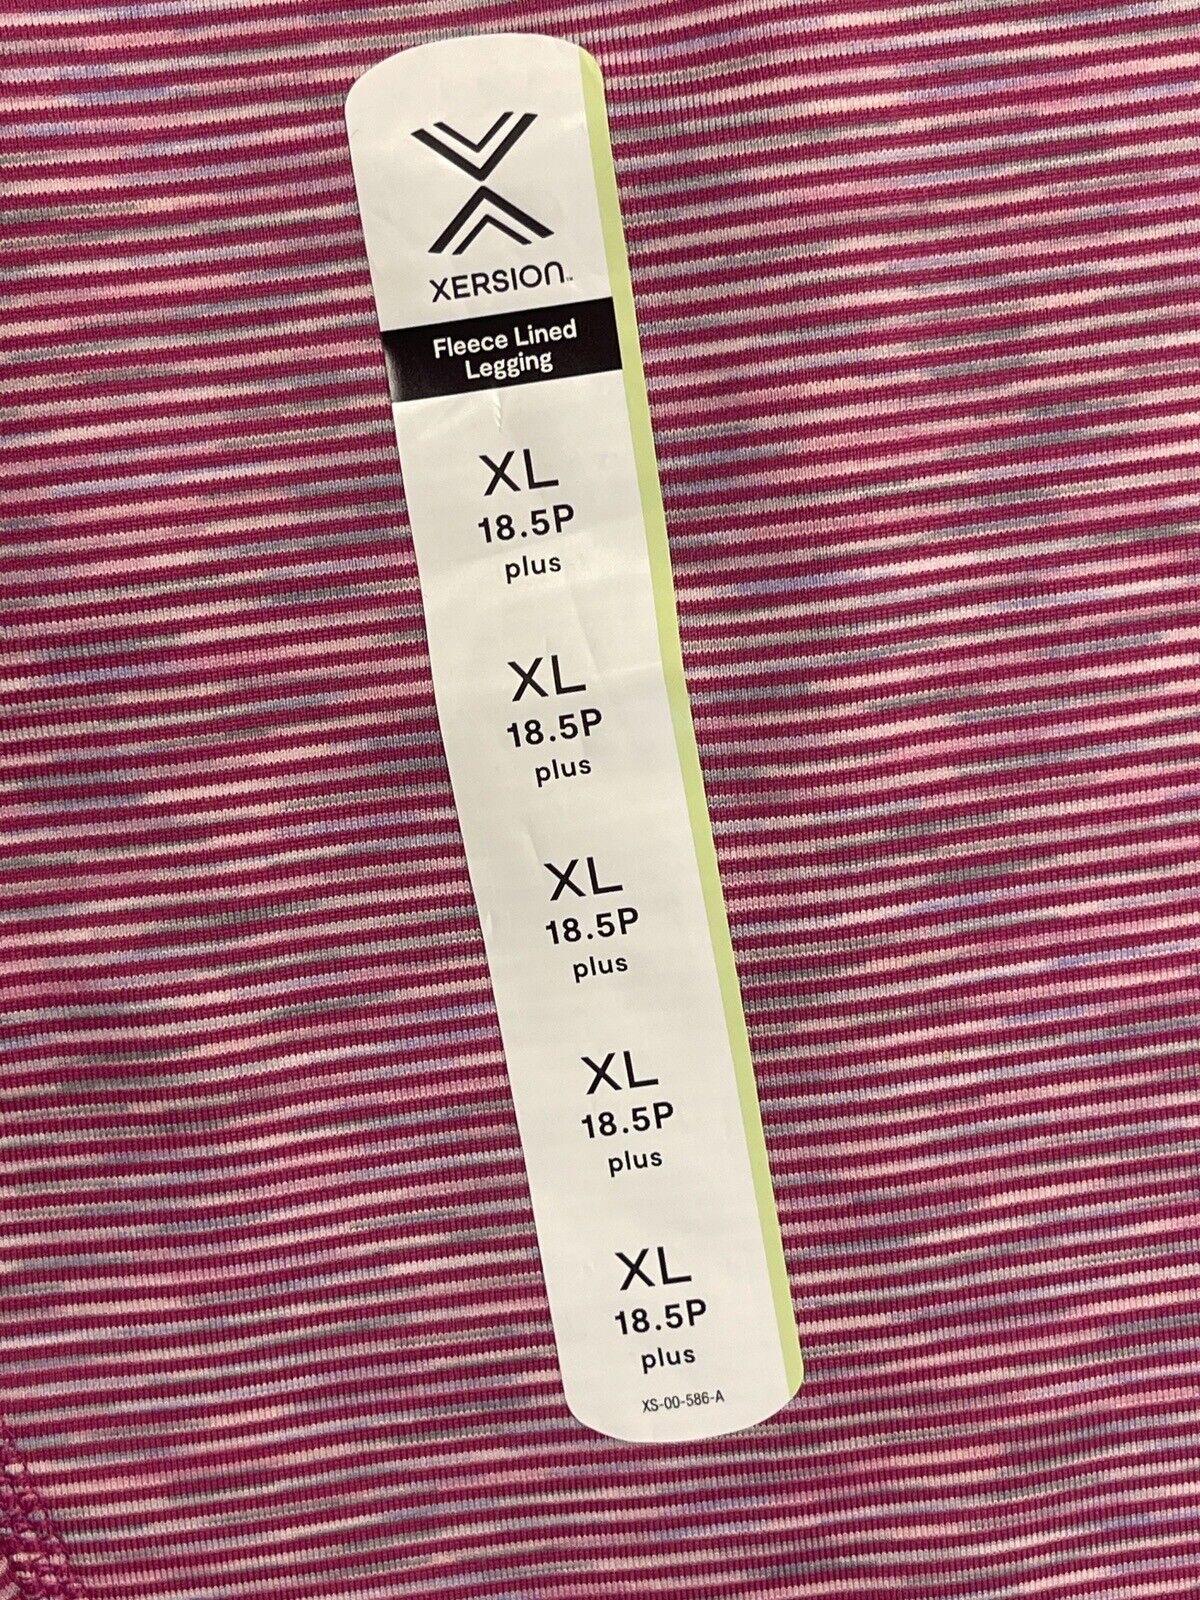 XERSION™
Fleece Lined
Legging
XL
18.5P
plus
XL
18.5P
plus
XL
18.5P
plus
XL
18.5P
plus
XL
18.5P
plus
XS-00-586-A